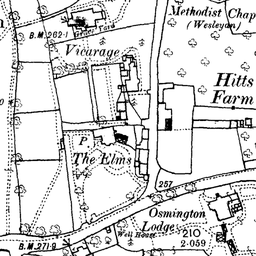 Methodist Chap
(Wesleyan)
B.M. 262·1
Vicarage
Hitts
Farm
P
The Elms
257
Osmington
Lodge
210
2·059
Well House
B.M. 271·9